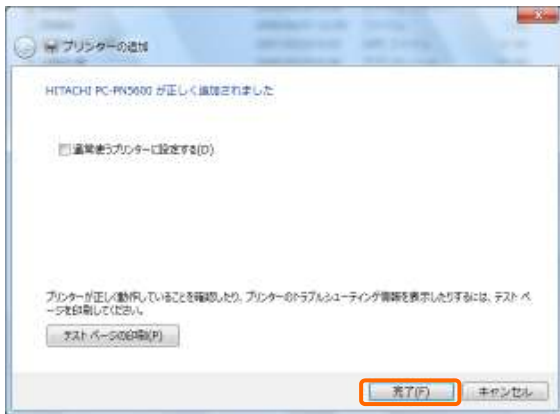 プリンターの追加
HITACHI PC-PN5600 が正しく追加されました
通常使うプリンターに設定する(D)
プリンターが正しく動作していることを確認したり、プリンターのトラブルシューティング情報を表示したりするには、テスト ペ
ージを印刷してください。
テスト ページの印刷(P)
完了(F)
キャンセル